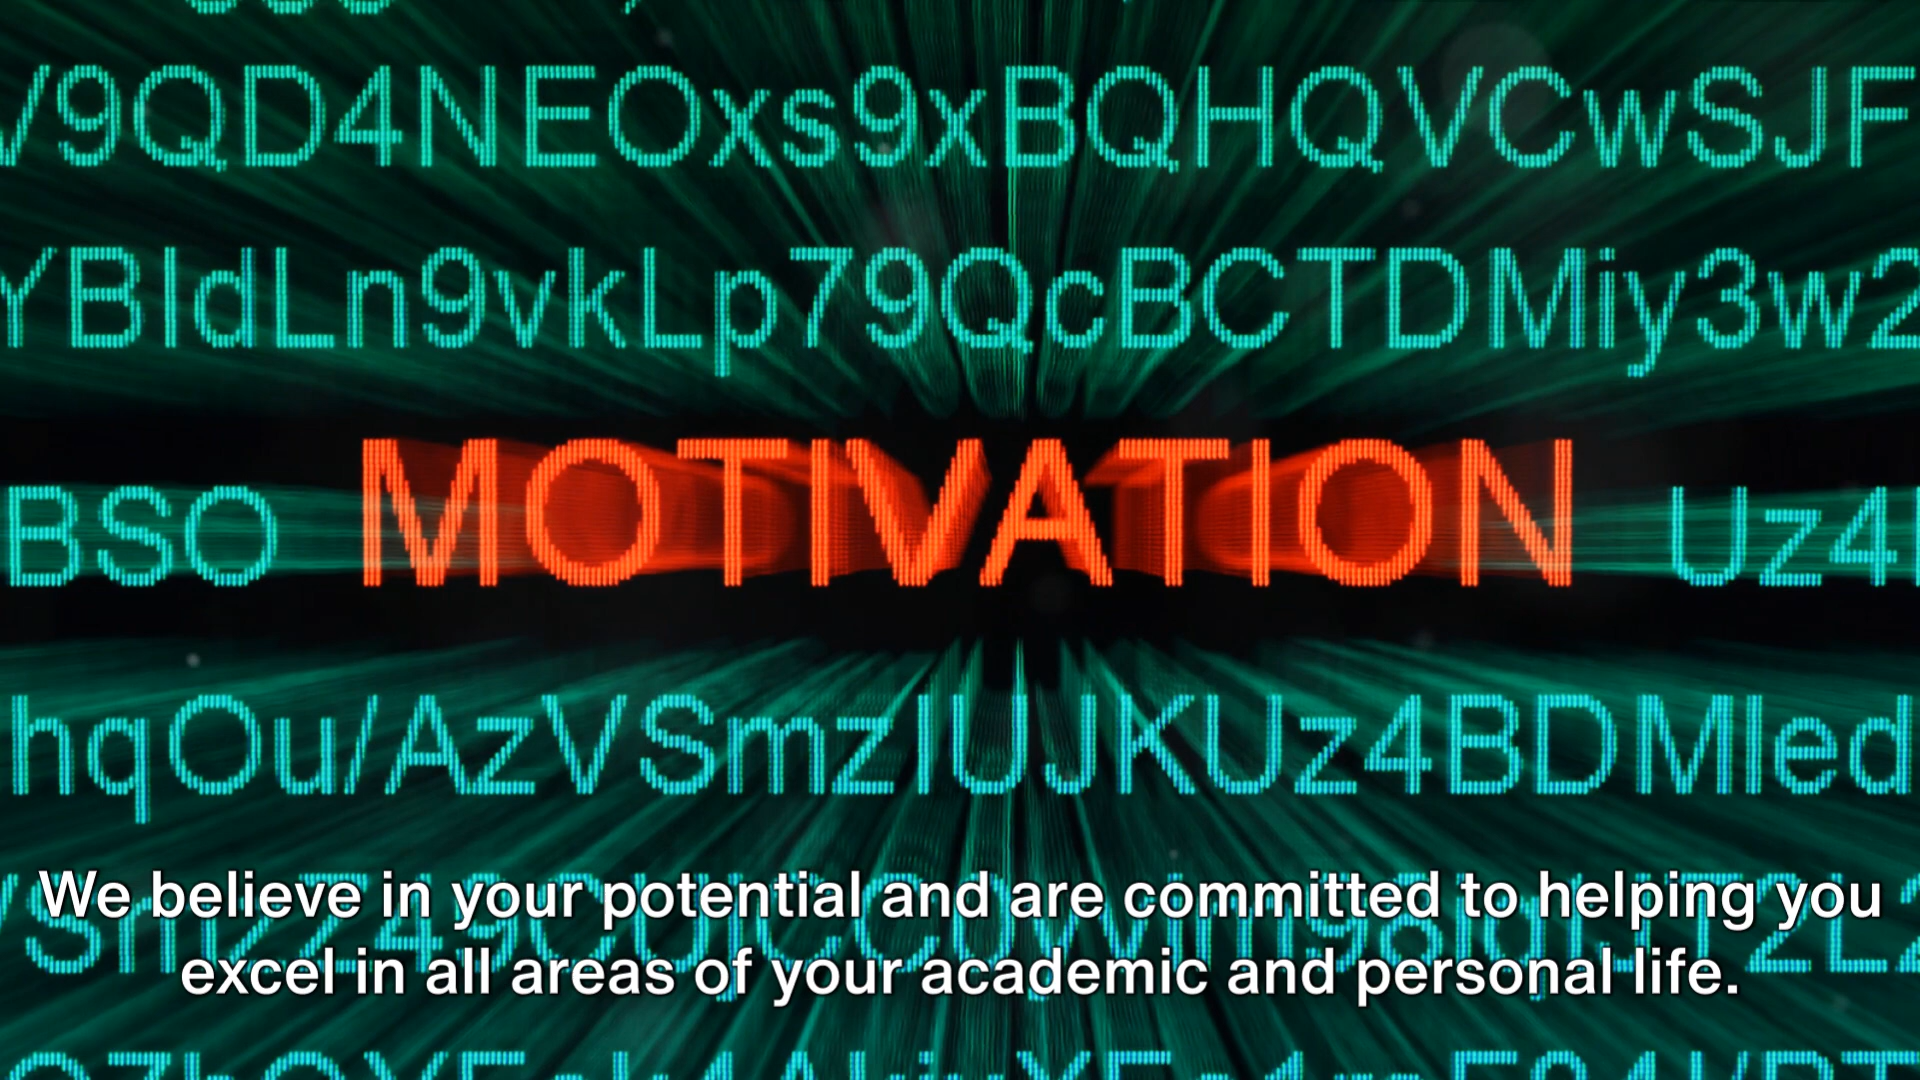 /9QD4NEOxs9xBQHQVCwSJF
YBIdLn9vkLp79QcBCTDMiy3w2
BSO MOTIVATION Uz4
hqOu/AzVSmzIUJKUz4BDMIed
We believe in your potential and are committed to helping you
excel in all areas of your academic and personal life.